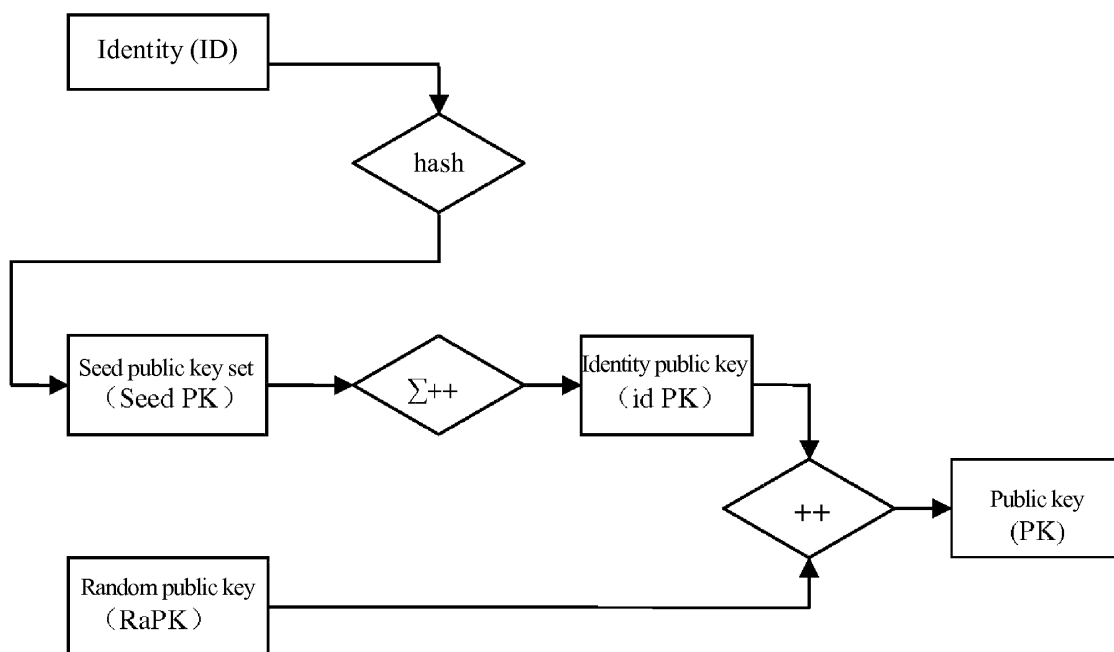 Identity (ID)
hash
Seed public key set
（Seed PK）
∑++
Identity public key
（id PK）
++
Public key
(PK)
Random public key
（RaPK）